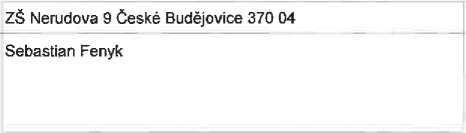 ZŠ Nerudova 9 České Budějovice 370 04
Sebastian Fenyk